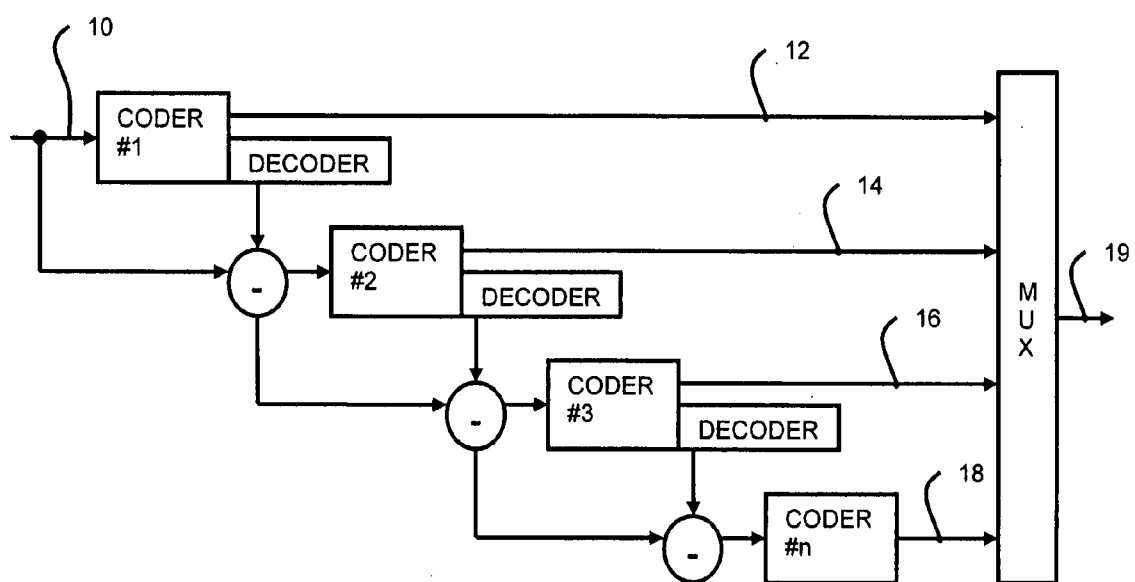 10
12
CODER
#1
DECODER
14
CODER
#2
DECODER
19
M
U
X
16
CODER
#3
DECODER
18
CODER
#n
-
-
-